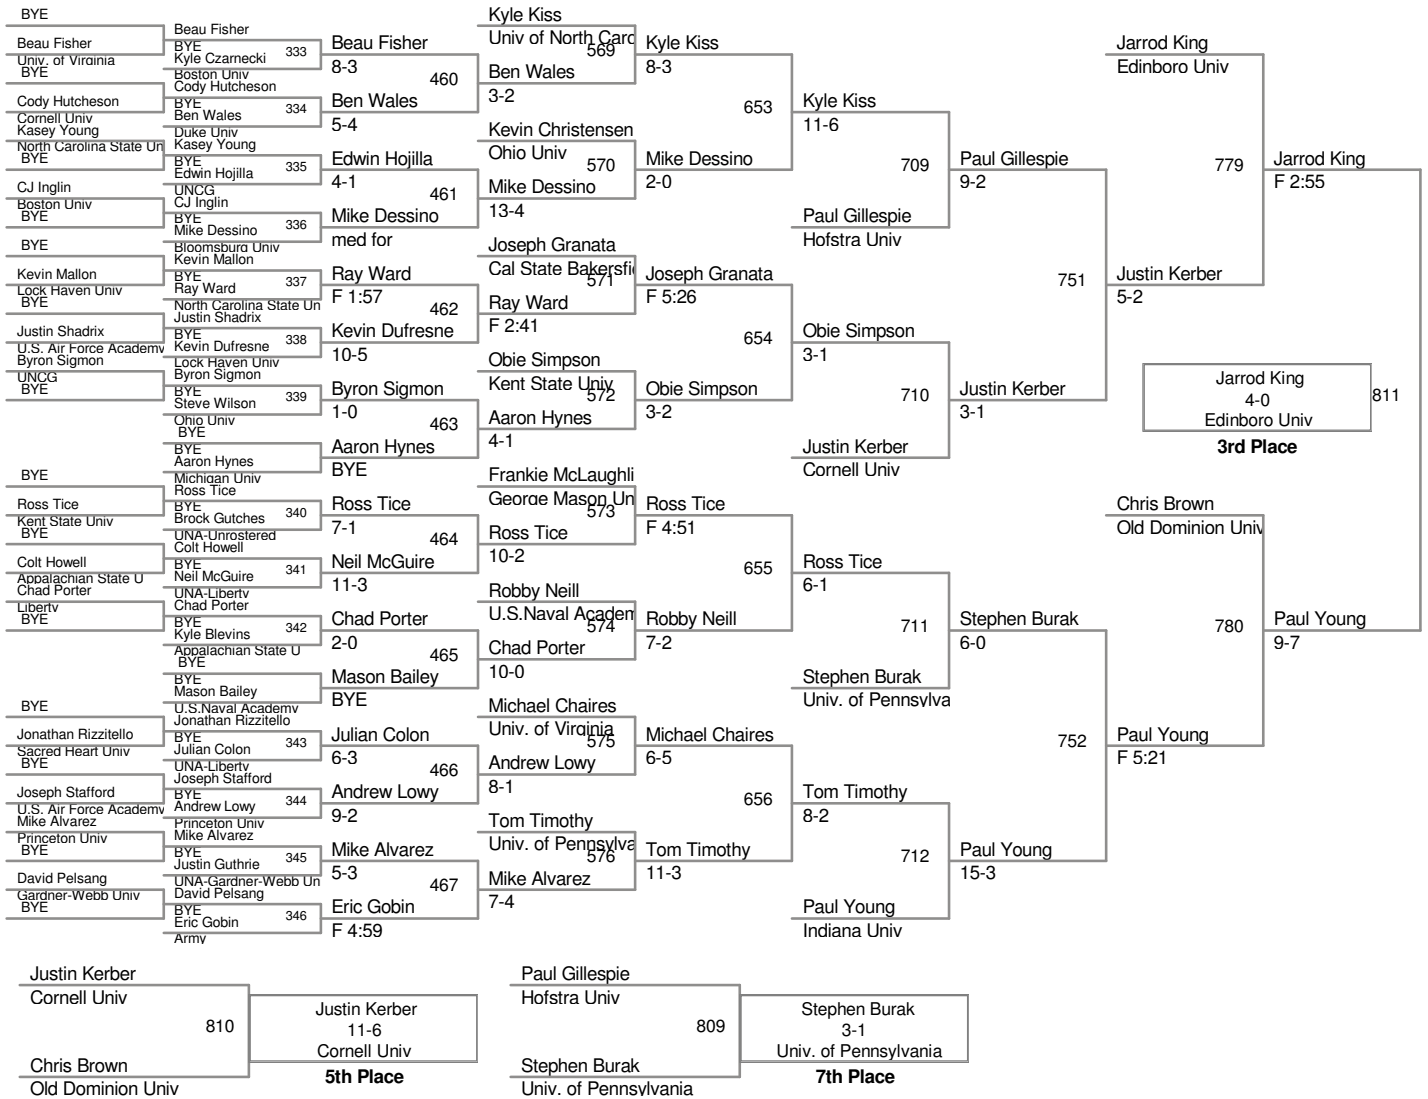 BYE
Beau Fisher
Univ. of Virginia
BYE
Cody Hutcheson
Cornell Univ
Kasey Young
North Carolina State Un
BYE
CJ Inglin
Boston Univ
BYE
BYE
Kevin Mallon
Lock Haven Univ
BYE
Justin Shadrix
U.S. Air Force Academy
Byron Sigmon
UNCG
BYE
BYE
Ross Tice
Kent State Univ
BYE
Colt Howell
Appalachian State U
Chad Porter
Liberty
BYE
BYE
Jonathan Rizzitello
Sacred Heart Univ
BYE
Joseph Stafford
U.S. Air Force Academy
Mike Alvarez
Princeton Univ
BYE
David Pelsang
Gardner-Webb Univ
BYE
Beau Fisher
BYE
Kyle Czarnecki
333
Boston Univ
Cody Hutcheson
BYE
Ben Wales
334
Duke Univ
Kasey Young
BYE
Edwin Hojilla
335
UNCG
CJ Inglin
BYE
Mike Dessino
336
Bloomsburg Univ
Kevin Mallon
BYE
Ray Ward
337
North Carolina State Un
Justin Shadrix
BYE
Kevin Dufresne
338
Lock Haven Univ
Byron Sigmon
BYE
Steve Wilson
339
Ohio Univ
BYE
BYE
Aaron Hynes
Michigan Univ
Ross Tice
BYE
Brock Gutches
340
UNA-Unrostered
Colt Howell
BYE
Neil McGuire
341
UNA-Liberty
Chad Porter
BYE
Kyle Blevins
342
Appalachian State U
BYE
BYE
Mason Bailey
U.S.Naval Academy
Jonathan Rizzitello
BYE
Julian Colon
343
UNA-Liberty
Joseph Stafford
BYE
Andrew Lowy
344
Princeton Univ
Mike Alvarez
BYE
Justin Guthrie
345
UNA-Gardner-Webb Un
David Pelsang
BYE
Eric Gobin
346
Army
Beau Fisher
8-3
460
Ben Wales
5-4
Edwin Hojilla
4-1
461
Mike Dessino
med for
Ray Ward
F 1:57
462
Kevin Dufresne
10-5
Byron Sigmon
1-0
463
Aaron Hynes
BYE
Ross Tice
7-1
464
Neil McGuire
11-3
Chad Porter
2-0
465
Mason Bailey
BYE
Julian Colon
6-3
466
Andrew Lowy
9-2
Mike Alvarez
5-3
467
Eric Gobin
F 4:59
Kyle Kiss
Univ of North Carc
569
Ben Wales
3-2
Kevin Christensen
Ohio Univ
570
Mike Dessino
13-4
Joseph Granata
Cal State Bakersfi
571
Ray Ward
F 2:41
Obie Simpson
Kent State Univ
572
Aaron Hynes
4-1
Frankie McLaughli
George Mason Un
573
Ross Tice
10-2
Robby Neill
U.S.Naval Academ
574
Chad Porter
10-0
Michael Chaires
Univ. of Virginia
575
Andrew Lowy
8-1
Tom Timothy
Univ. of Pennsylva
576
Mike Alvarez
7-4
Kyle Kiss
8-3
653
Mike Dessino
2-0
Joseph Granata
F 5:26
654
Obie Simpson
3-2
Ross Tice
F 4:51
655
Robby Neill
7-2
Michael Chaires
6-5
656
Tom Timothy
11-3
Kyle Kiss
11-6
709
Paul Gillespie
Hofstra Univ
Obie Simpson
3-1
710
Justin Kerber
Cornell Univ
Ross Tice
6-1
711
Stephen Burak
Univ. of Pennsylva
Tom Timothy
8-2
712
Paul Young
Indiana Univ
Paul Gillespie
9-2
751
Justin Kerber
3-1
Stephen Burak
6-0
752
Paul Young
15-3
Jarrod King
Edinboro Univ
779
Justin Kerber
5-2
Chris Brown
Old Dominion Univ
780
Paul Young
F 5:21
Jarrod King
F 2:55
Paul Young
9-7
Jarrod King
4-0
Edinboro Univ
811
3rd Place
Justin Kerber
Cornell Univ
810
Chris Brown
Old Dominion Univ
Justin Kerber
11-6
Cornell Univ
5th Place
Paul Gillespie
Hofstra Univ
809
Stephen Burak
Univ. of Pennsylvania
Stephen Burak
3-1
Univ. of Pennsylvania
7th Place